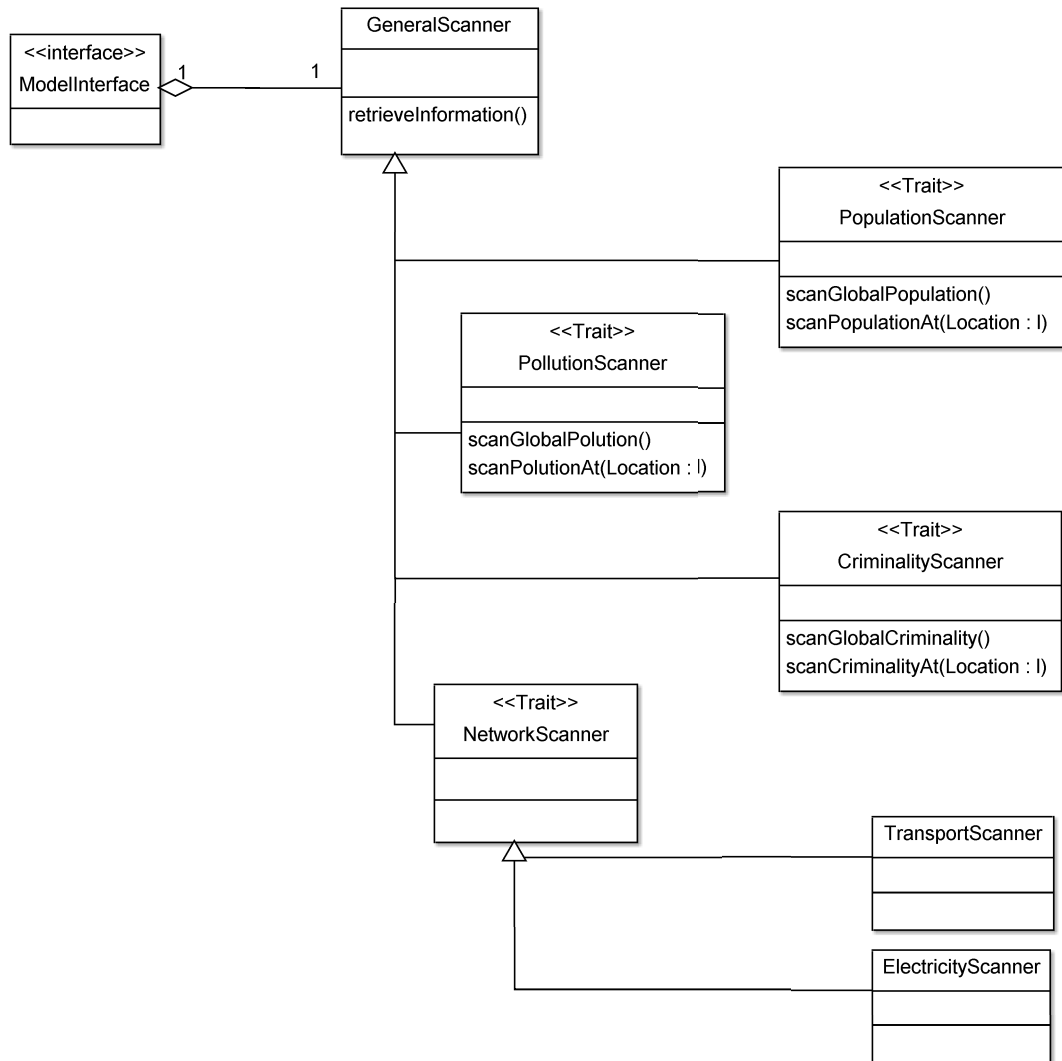 <<interface>>
ModelInterface
1
1
GeneralScanner
retrieveInformation()
<<Trait>>
PopulationScanner
scanGlobalPopulation()
scanPopulationAt(Location : l)
<<Trait>>
PollutionScanner
scanGlobalPolution()
scanPolutionAt(Location : l)
<<Trait>>
CriminalityScanner
scanGlobalCriminality()
scanCriminalityAt(Location : l)
<<Trait>>
NetworkScanner
TransportScanner
ElectricityScanner